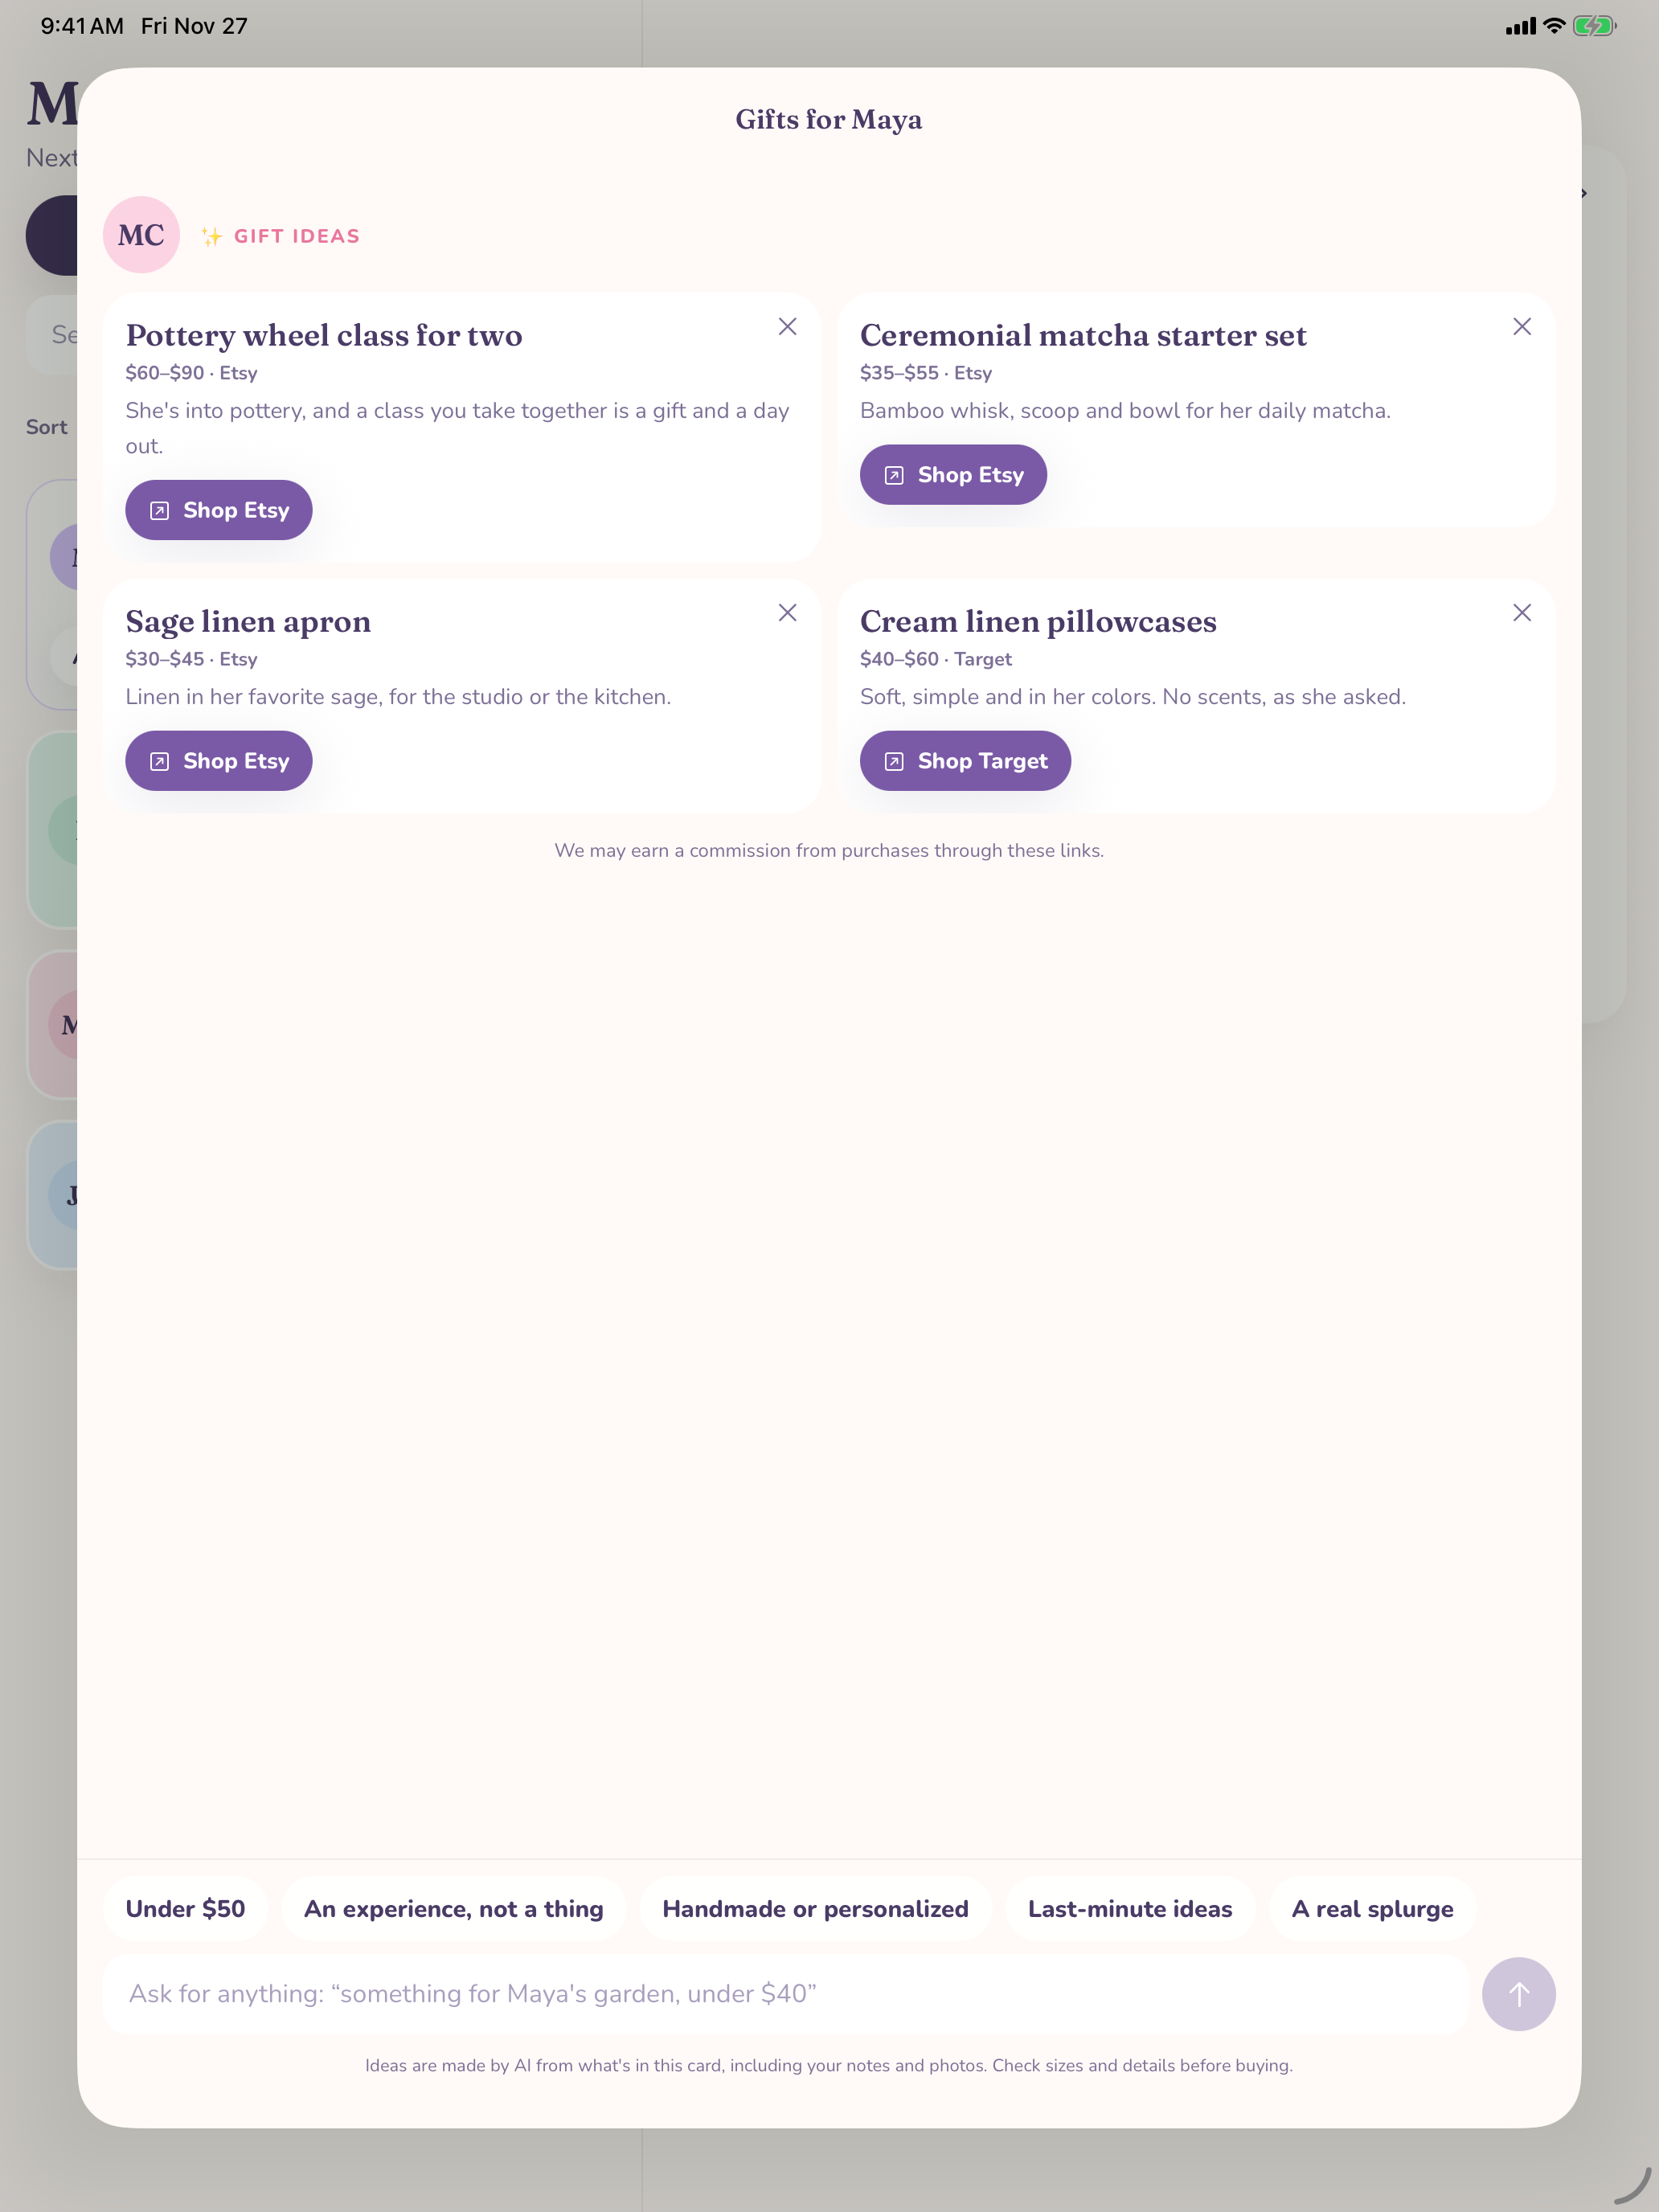 9:41 AM Fri Nov 27
Gifts for Maya
Next
Sort
MC
✨ GIFT IDEAS
Pottery wheel class for two
$60–$90 · Etsy
She's into pottery, and a class you take together is a gift and a day
out.
Shop Etsy
Ceremonial matcha starter set
$35–$55 · Etsy
Bamboo whisk, scoop and bowl for her daily matcha.
Shop Etsy
Sage linen apron
$30–$45 · Etsy
Linen in her favorite sage, for the studio or the kitchen.
Shop Etsy
Cream linen pillowcases
$40–$60 · Target
Soft, simple and in her colors. No scents, as she asked.
Shop Target
We may earn a commission from purchases through these links.
Under $50
An experience, not a thing
Handmade or personalized
Last-minute ideas
A real splurge
Ask for anything: “something for Maya's garden, under $40”
Ideas are made by AI from what's in this card, including your notes and photos. Check sizes and details before buying.